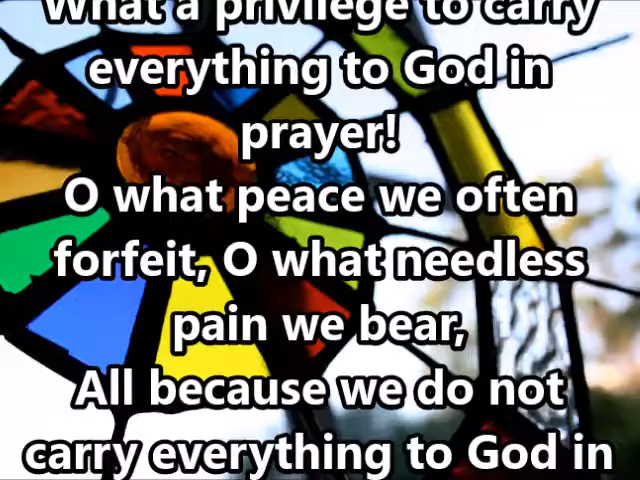 What a privilege to carry
everything to God in
prayer!
O what peace we often
forfeit, O what needless
pain we bear,
All because we do not
carry everything to God in